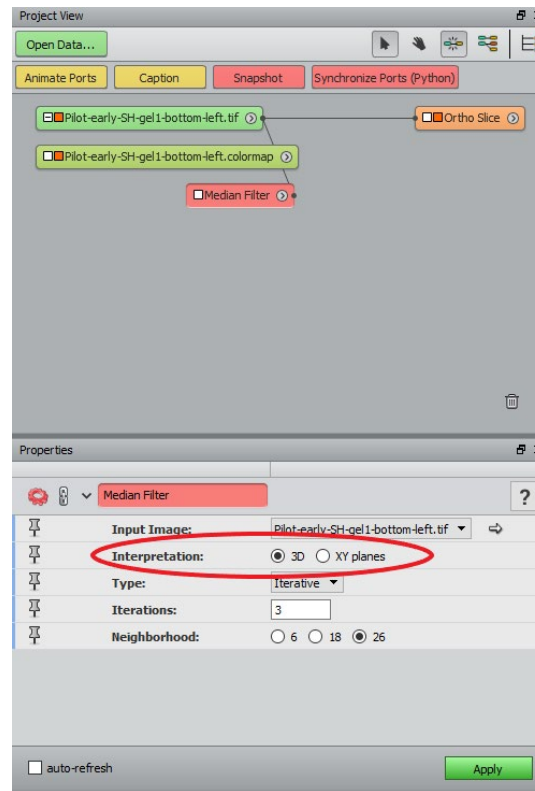 Project View
Open Data...
Animate Ports Caption Snapshot Synchronize Ports (Python)
Pilot-early-SH-gel1-bottom-left.tif Ortho Slice
Pilot-early-SH-gel1-bottom-left.colormap
Median Filter
Properties
Median Filter ?
Input Image: Pilot-early-SH-gel1-bottom-left.tif
Interpretation: 3D XY planes
Type: Iterative
Iterations: 3
Neighborhood: 6 18 26
auto-refresh Apply